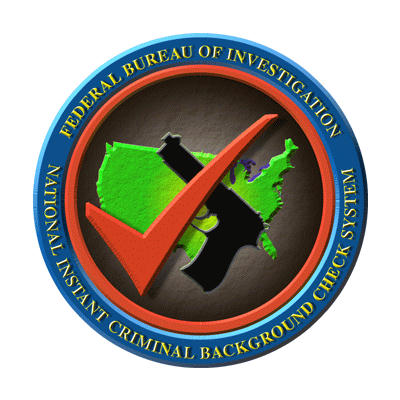 FEDERAL BUREAU OF INVESTIGATION
NATIONAL INSTANT CRIMINAL BACKGROUND CHECK SYSTEM